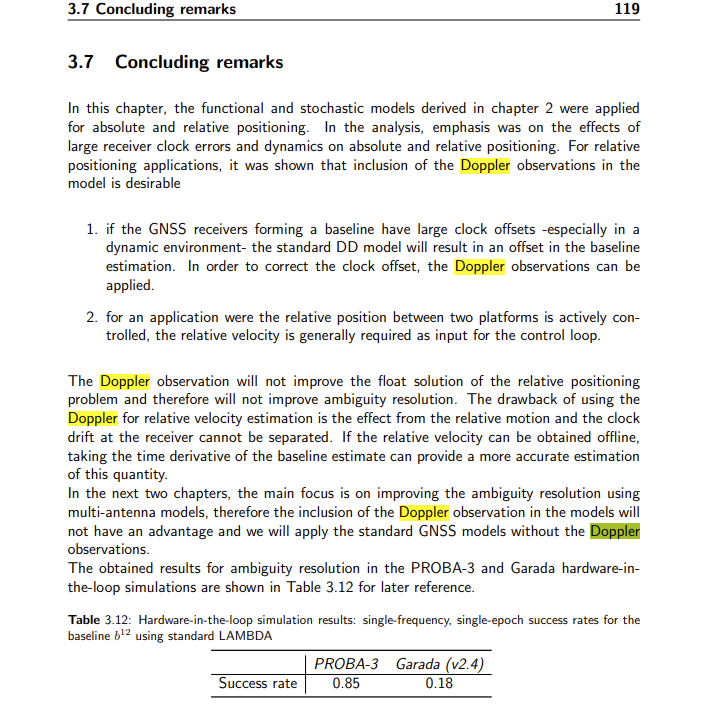 3.7 Concluding remarks 119
3.7 Concluding remarks
In this chapter, the functional and stochastic models derived in chapter 2 were applied
for absolute and relative positioning. In the analysis, emphasis was on the effects of
large receiver clock errors and dynamics on absolute and relative positioning. For relative
positioning applications, it was shown that inclusion of the Doppler observations in the
model is desirable
1. if the GNSS receivers forming a baseline have large clock offsets -especially in a
dynamic environment- the standard DD model will result in an offset in the baseline
estimation. In order to correct the clock offset, the Doppler observations can be
applied.
2. for an application were the relative position between two platforms is actively con-
trolled, the relative velocity is generally required as input for the control loop.
The Doppler observation will not improve the float solution of the relative positioning
problem and therefore will not improve ambiguity resolution. The drawback of using the
Doppler for relative velocity estimation is the effect from the relative motion and the clock
drift at the receiver cannot be separated. If the relative velocity can be obtained offline,
taking the time derivative of the baseline estimate can provide a more accurate estimation
of this quantity.
In the next two chapters, the main focus is on improving the ambiguity resolution using
multi-antenna models, therefore the inclusion of the Doppler observation in the models will
not have an advantage and we will apply the standard GNSS models without the Doppler
observations.
The obtained results for ambiguity resolution in the PROBA-3 and Garada hardware-in-
the-loop simulations are shown in Table 3.12 for later reference.
Table 3.12: Hardware-in-the-loop simulation results: single-frequency, single-epoch success rates for the
baseline b¹² using standard LAMBDA
PROBA-3 Garada (v2.4)
Success rate 0.85 0.18